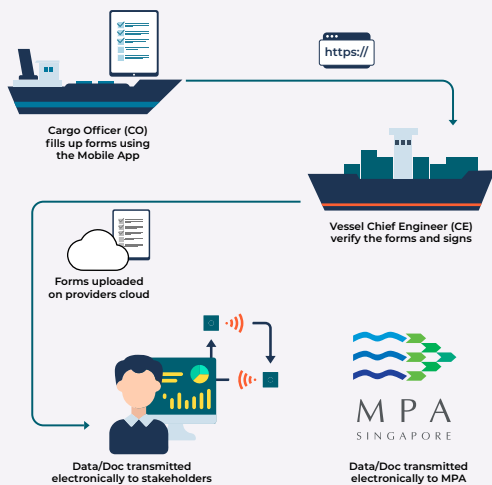 https://
Cargo Officer (CO)
fills up forms using
the Mobile App
Vessel Chief Engineer (CE)
verify the forms and signs
Forms uploaded
on providers cloud
MPA
SINGAPORE
Data/Doc transmitted
electronically to stakeholders
Data/Doc transmitted
electronically to MPA